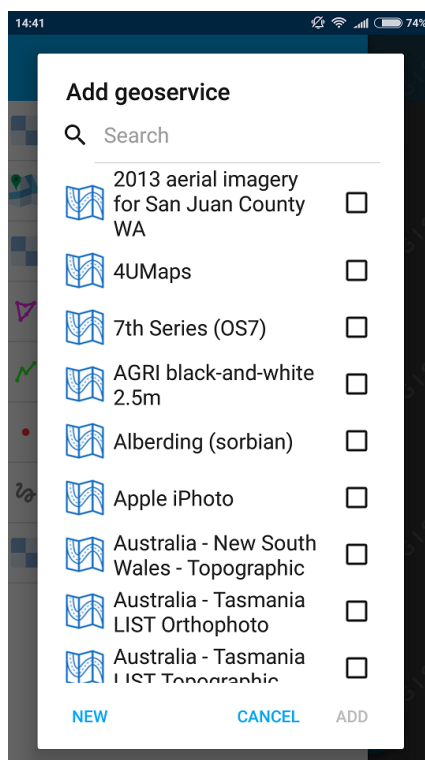 14:41
74%
Add geoservice
Search
2013 aerial imagery
for San Juan County
WA
4UMaps
7th Series (OS7)
AGRI black-and-white
2.5m
Alberding (sorbian)
Apple iPhoto
Australia - New South
Wales - Topographic
Australia - Tasmania
LIST Orthophoto
Australia - Tasmania
LIST Topographic
NEW CANCEL ADD